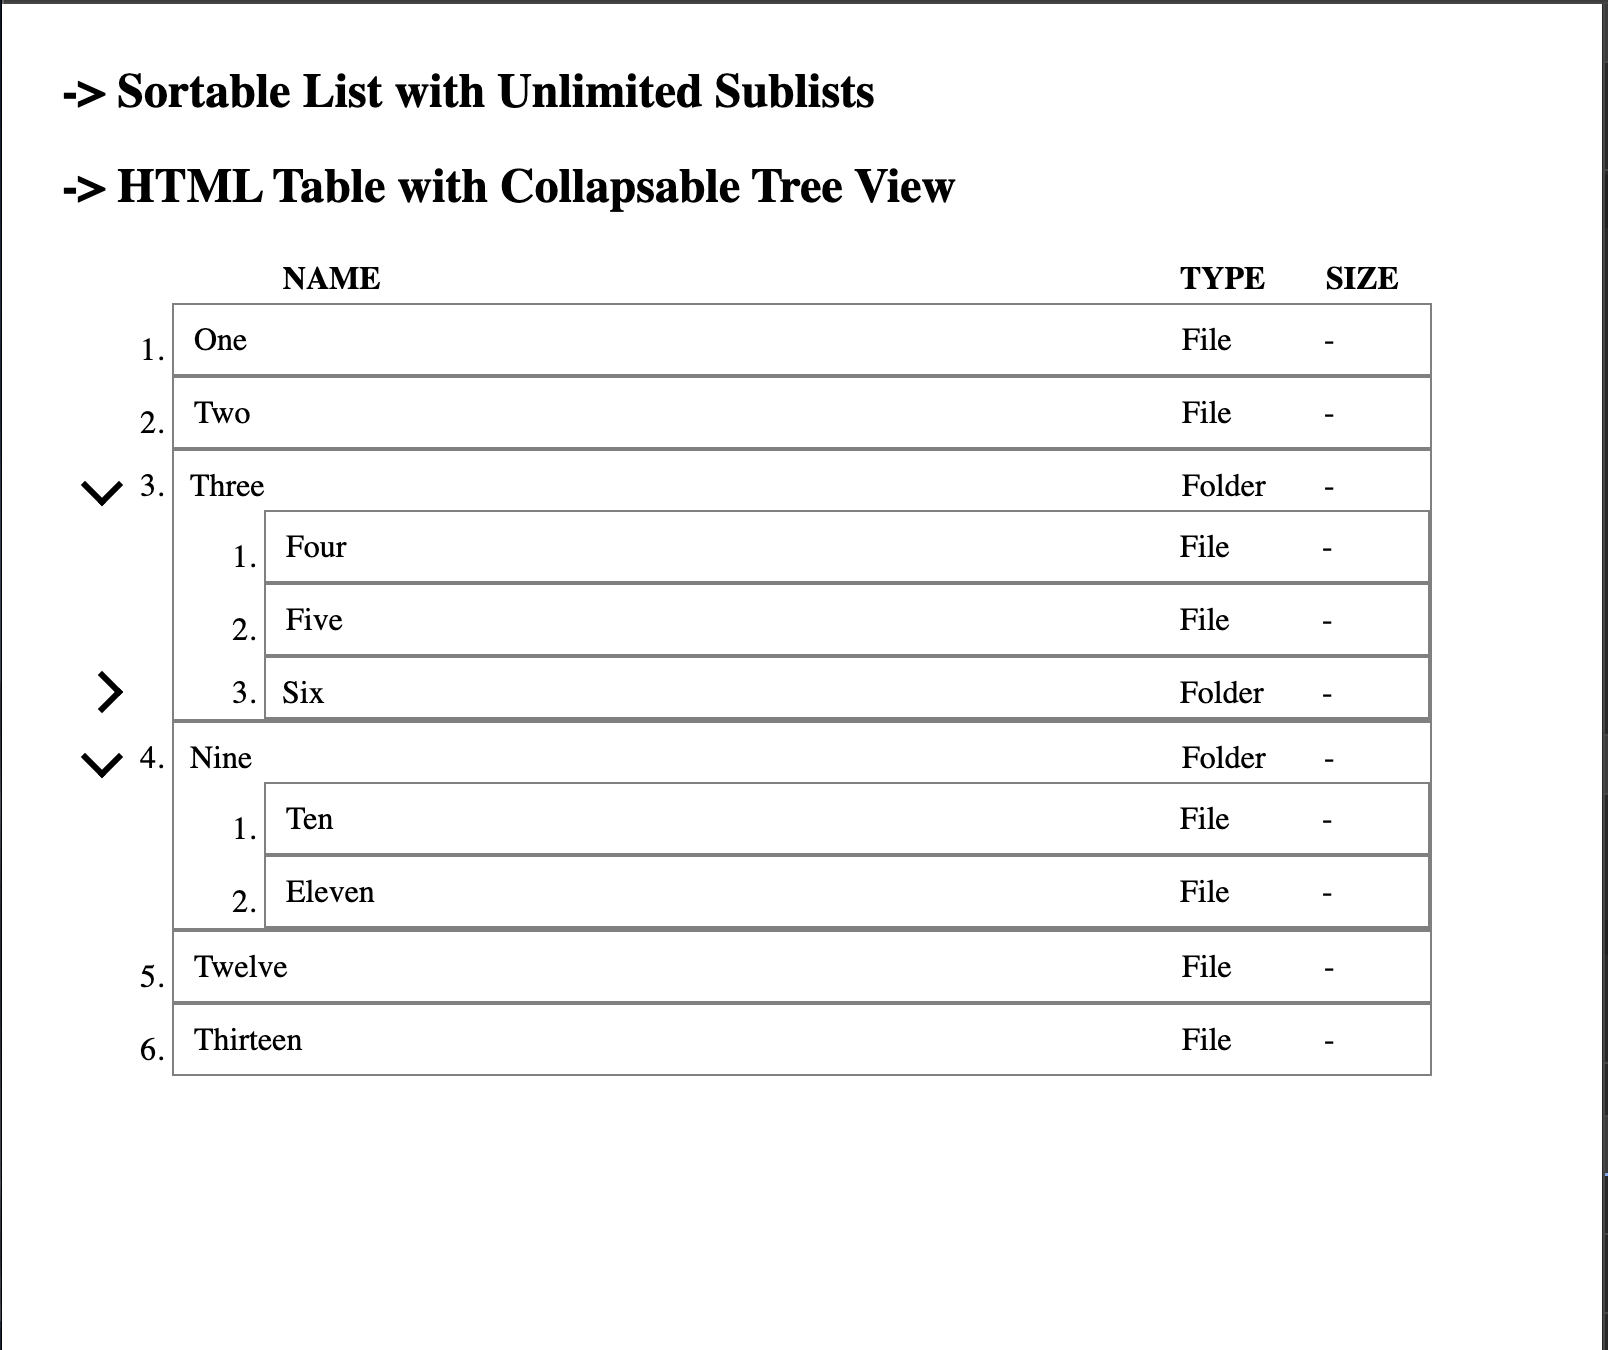 -> Sortable List with Unlimited Sublists
-> HTML Table with Collapsable Tree View
NAME TYPE SIZE
1. One File -
2. Two File -
3. Three Folder -
1. Four File -
2. Five File -
3. Six Folder -
4. Nine Folder -
1. Ten File -
2. Eleven File -
5. Twelve File -
6. Thirteen File -